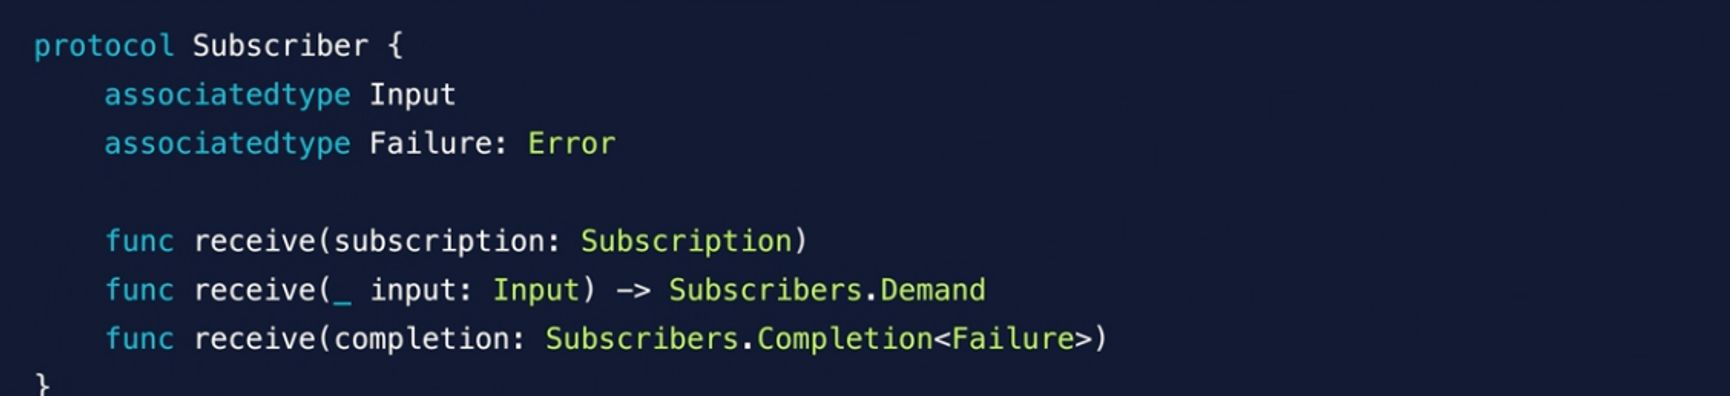 protocol Subscriber {
    associatedtype Input
    associatedtype Failure: Error
    func receive(subscription: Subscription)
    func receive(_ input: Input) -> Subscribers.Demand
    func receive(completion: Subscribers.Completion<Failure>)
}